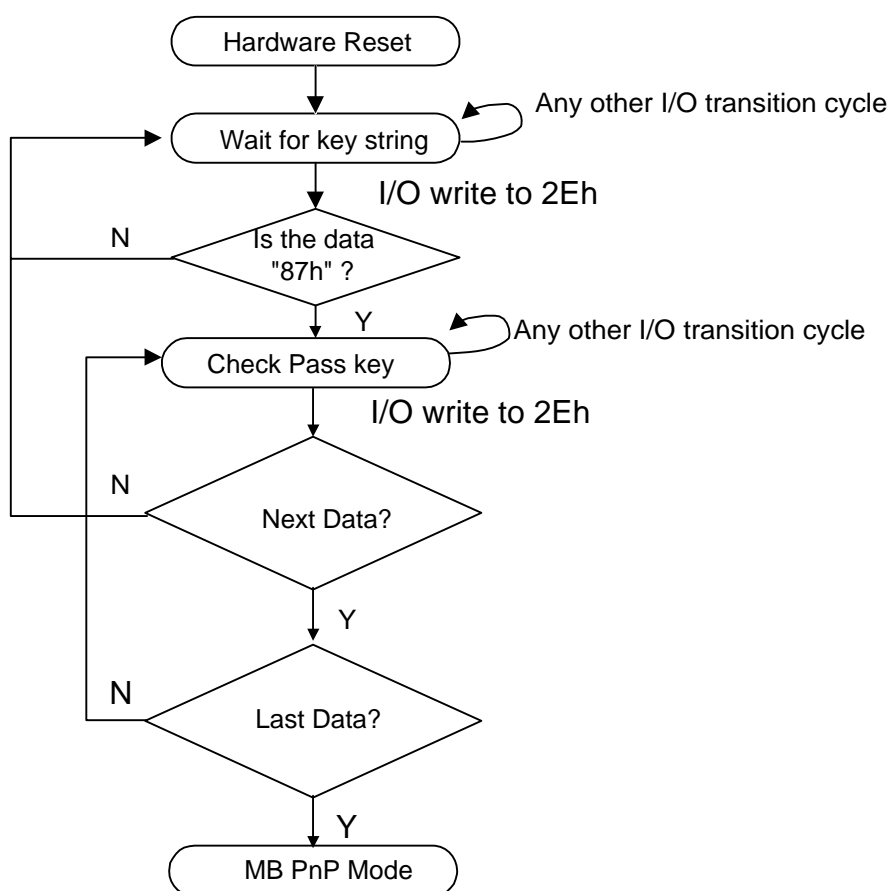 Hardware Reset
Any other I/O transition cycle
Wait for key string
I/O write to 2Eh
N
Is the data
"87h" ?
Y
Any other I/O transition cycle
Check Pass key
I/O write to 2Eh
N
Next Data?
Y
N
Last Data?
Y
MB PnP Mode